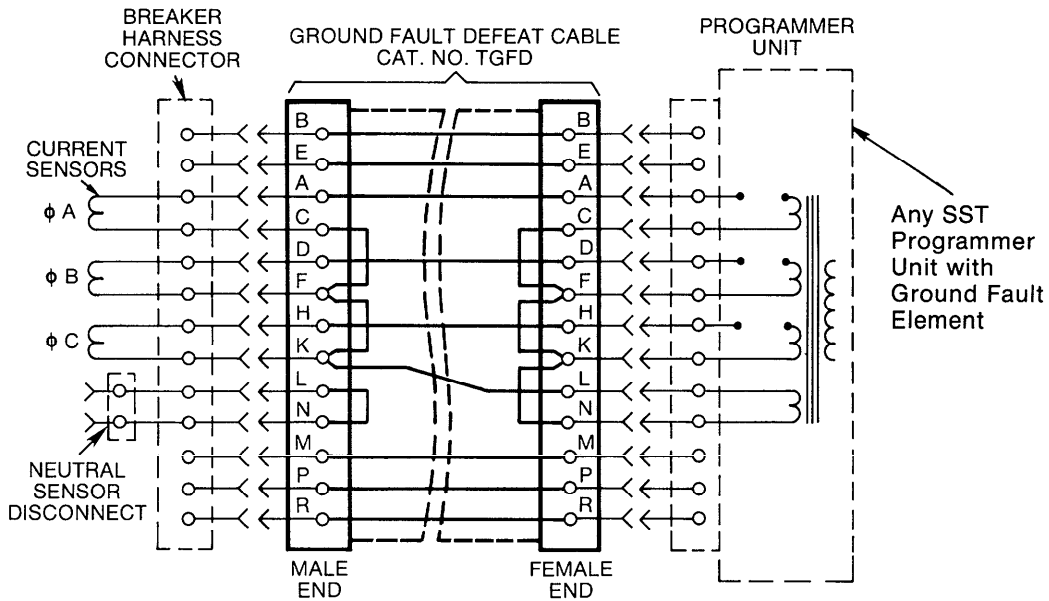 BREAKER
HARNESS
CONNECTOR
GROUND FAULT DEFEAT CABLE
CAT. NO. TGFD
PROGRAMMER
UNIT
CURRENT
SENSORS
ϕ A
ϕ B
ϕ C
NEUTRAL
SENSOR
DISCONNECT
B
E
A
C
D
F
H
K
L
N
M
P
R
MALE
END
B
E
A
C
D
F
H
K
L
N
M
P
R
FEMALE
END
Any SST
Programmer
Unit with
Ground Fault
Element